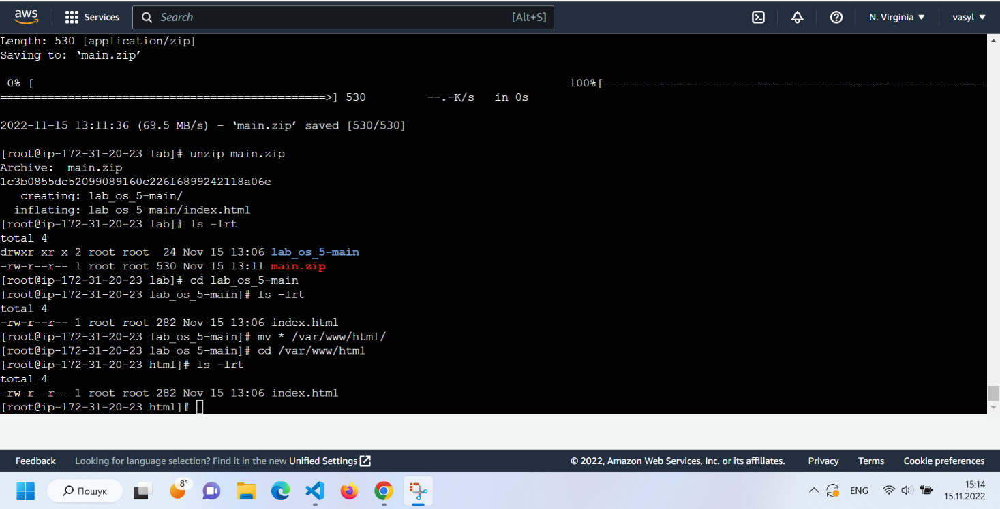 aws Services Search [Alt+S] N. Virginia ▼ vasyl ▼
Length: 530 [application/zip]
Saving to: ‘main.zip’
 0% [ 100%[========================================================
================================================>] 530 --.-K/s in 0s
2022-11-15 13:11:36 (69.5 MB/s) - ‘main.zip’ saved [530/530]
[root@ip-172-31-20-23 lab]# unzip main.zip
Archive:  main.zip
1c3b0855dc52099089160c226f6899242118a06e
   creating: lab_os_5-main/
  inflating: lab_os_5-main/index.html
[root@ip-172-31-20-23 lab]# ls -lrt
total 4
drwxr-xr-x 2 root root  24 Nov 15 13:06 lab_os_5-main
-rw-r--r-- 1 root root 530 Nov 15 13:11 main.zip
[root@ip-172-31-20-23 lab]# cd lab_os_5-main
[root@ip-172-31-20-23 lab_os_5-main]# ls -lrt
total 4
-rw-r--r-- 1 root root 282 Nov 15 13:06 index.html
[root@ip-172-31-20-23 lab_os_5-main]# mv * /var/www/html/
[root@ip-172-31-20-23 lab_os_5-main]# cd /var/www/html
[root@ip-172-31-20-23 html]# ls -lrt
total 4
-rw-r--r-- 1 root root 282 Nov 15 13:06 index.html
[root@ip-172-31-20-23 html]#
Feedback Looking for language selection? Find it in the new Unified Settings © 2022, Amazon Web Services, Inc. or its affiliates. Privacy Terms Cookie preferences
Пошук 8° ENG 15:14
15.11.2022